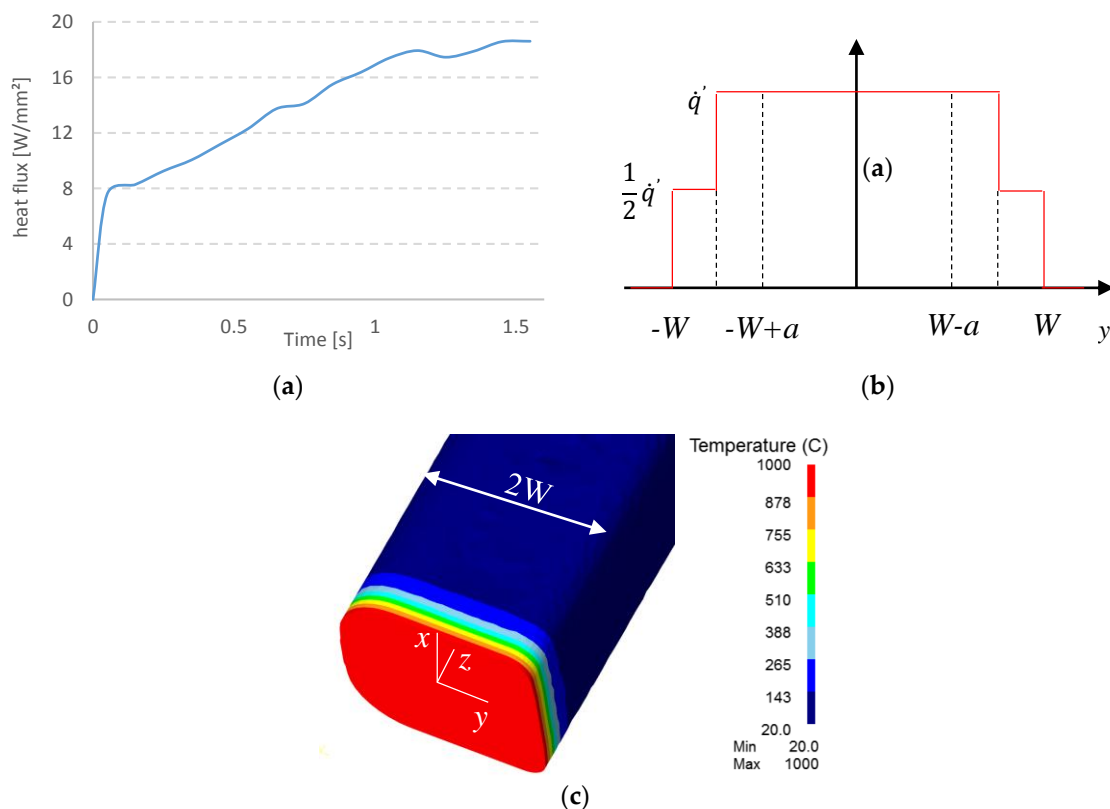 20
16
12
8
4
0
heat flux [W/mm²]
0
0.5
1
1.5
Time [s]
(a)
q̇’
1/2 q̇’
(a)
-W
-W+a
W-a
W
y
(b)
2W
x
z
y
Temperature (C)
1000
878
755
633
510
388
265
143
20.0
Min 20.0
Max 1000
(c)